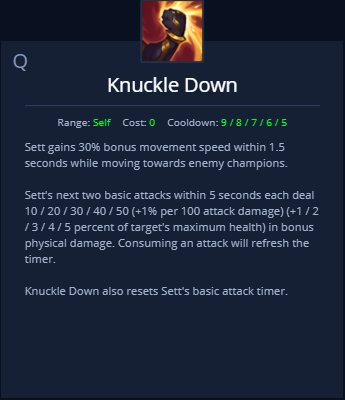 Q
Knuckle Down
Range: Self Cost: 0 Cooldown: 9 / 8 / 7 / 6 / 5
Sett gains 30% bonus movement speed within 1.5
seconds while moving towards enemy champions.
Sett's next two basic attacks within 5 seconds each deal
10 / 20 / 30 / 40 / 50 (+1% per 100 attack damage) (+1 / 2
/ 3 / 4 / 5 percent of target's maximum health) in bonus
physical damage. Consuming an attack will refresh the
timer.
Knuckle Down also resets Sett's basic attack timer.